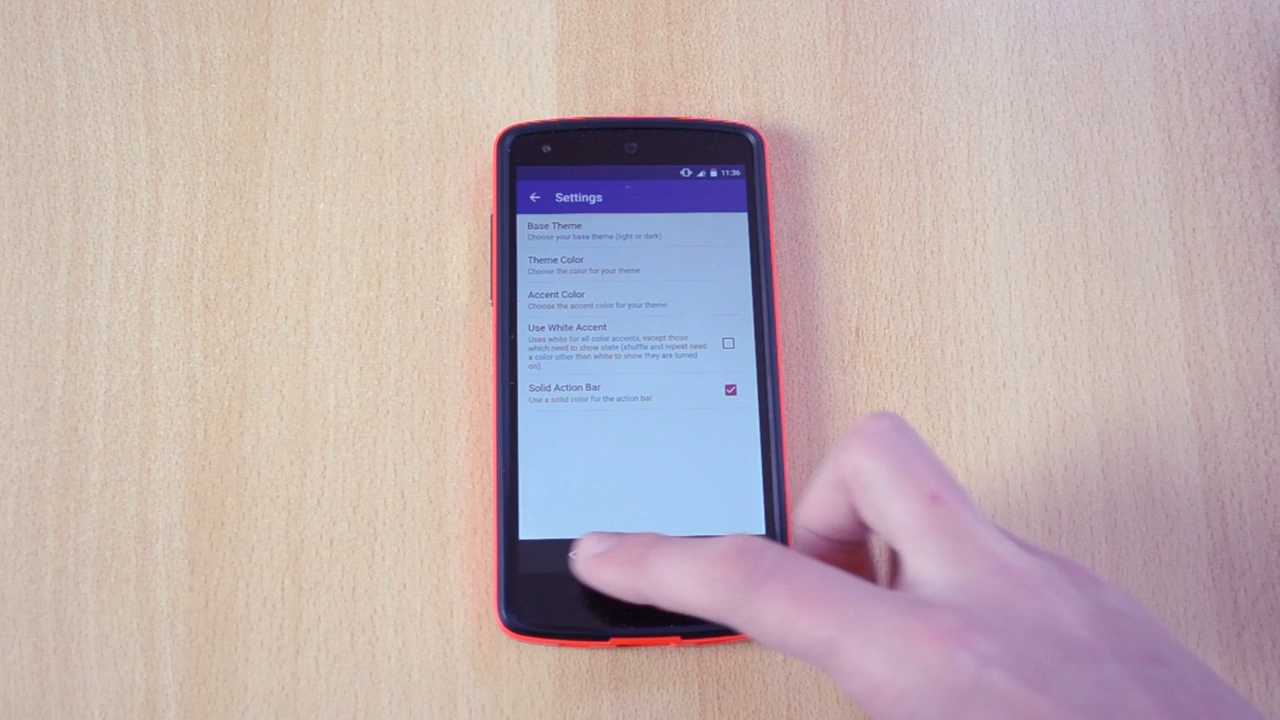 11:36
Settings
Base Theme
Choose your base theme (light or dark)
Theme Color
Choose the color for your theme
Accent Color
Choose the accent color for your theme
Use White Accent
Uses white for all color accents, except those
which need to show state (shuffle and repeat need
a color other than white to show they are turned
on).
Solid Action Bar
Use a solid color for the action bar